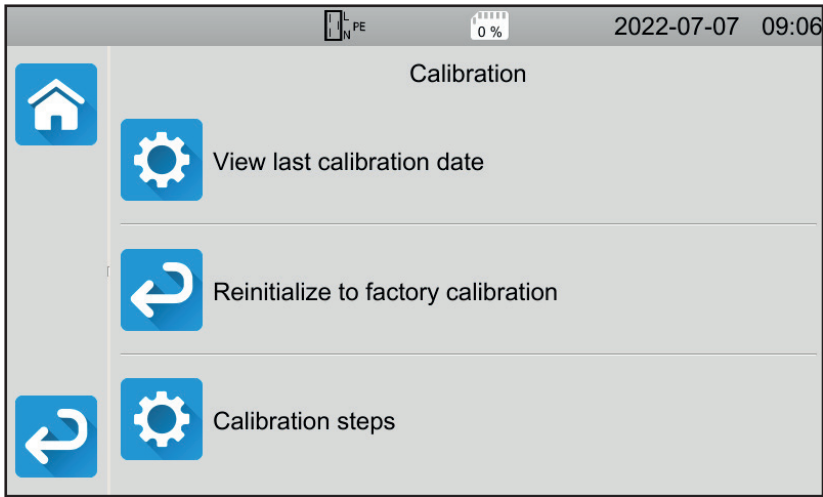 L
N PE
0 %
2022-07-07 09:06
Calibration
View last calibration date
Reinitialize to factory calibration
Calibration steps